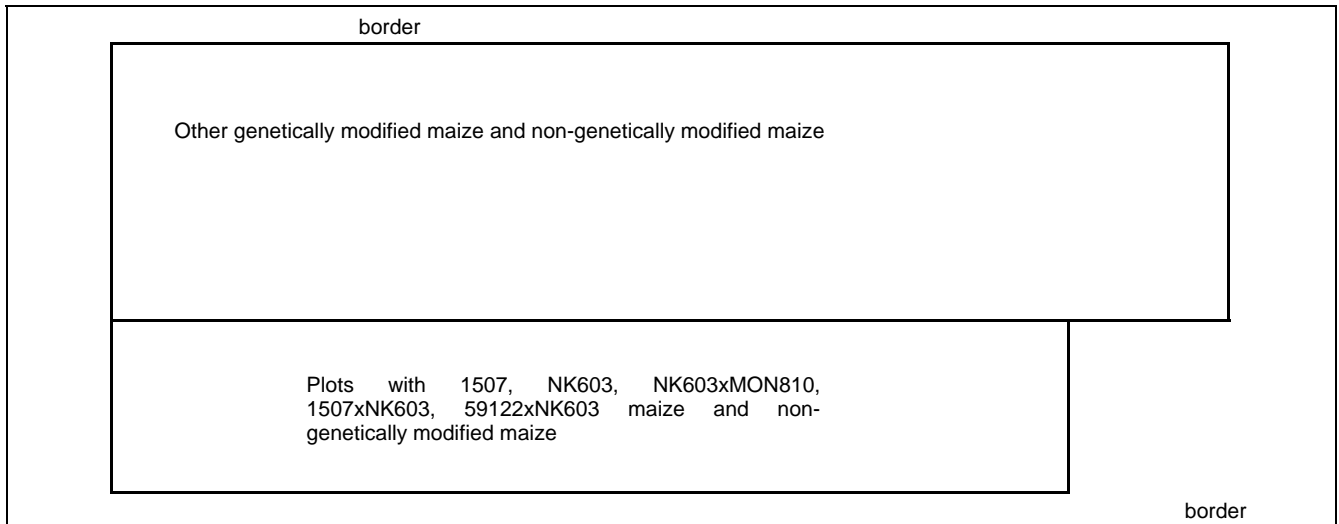 border
Other genetically modified maize and non-genetically modified maize
Plots with 1507, NK603, NK603xMON810,
1507xNK603, 59122xNK603 maize and non-
genetically modified maize
border